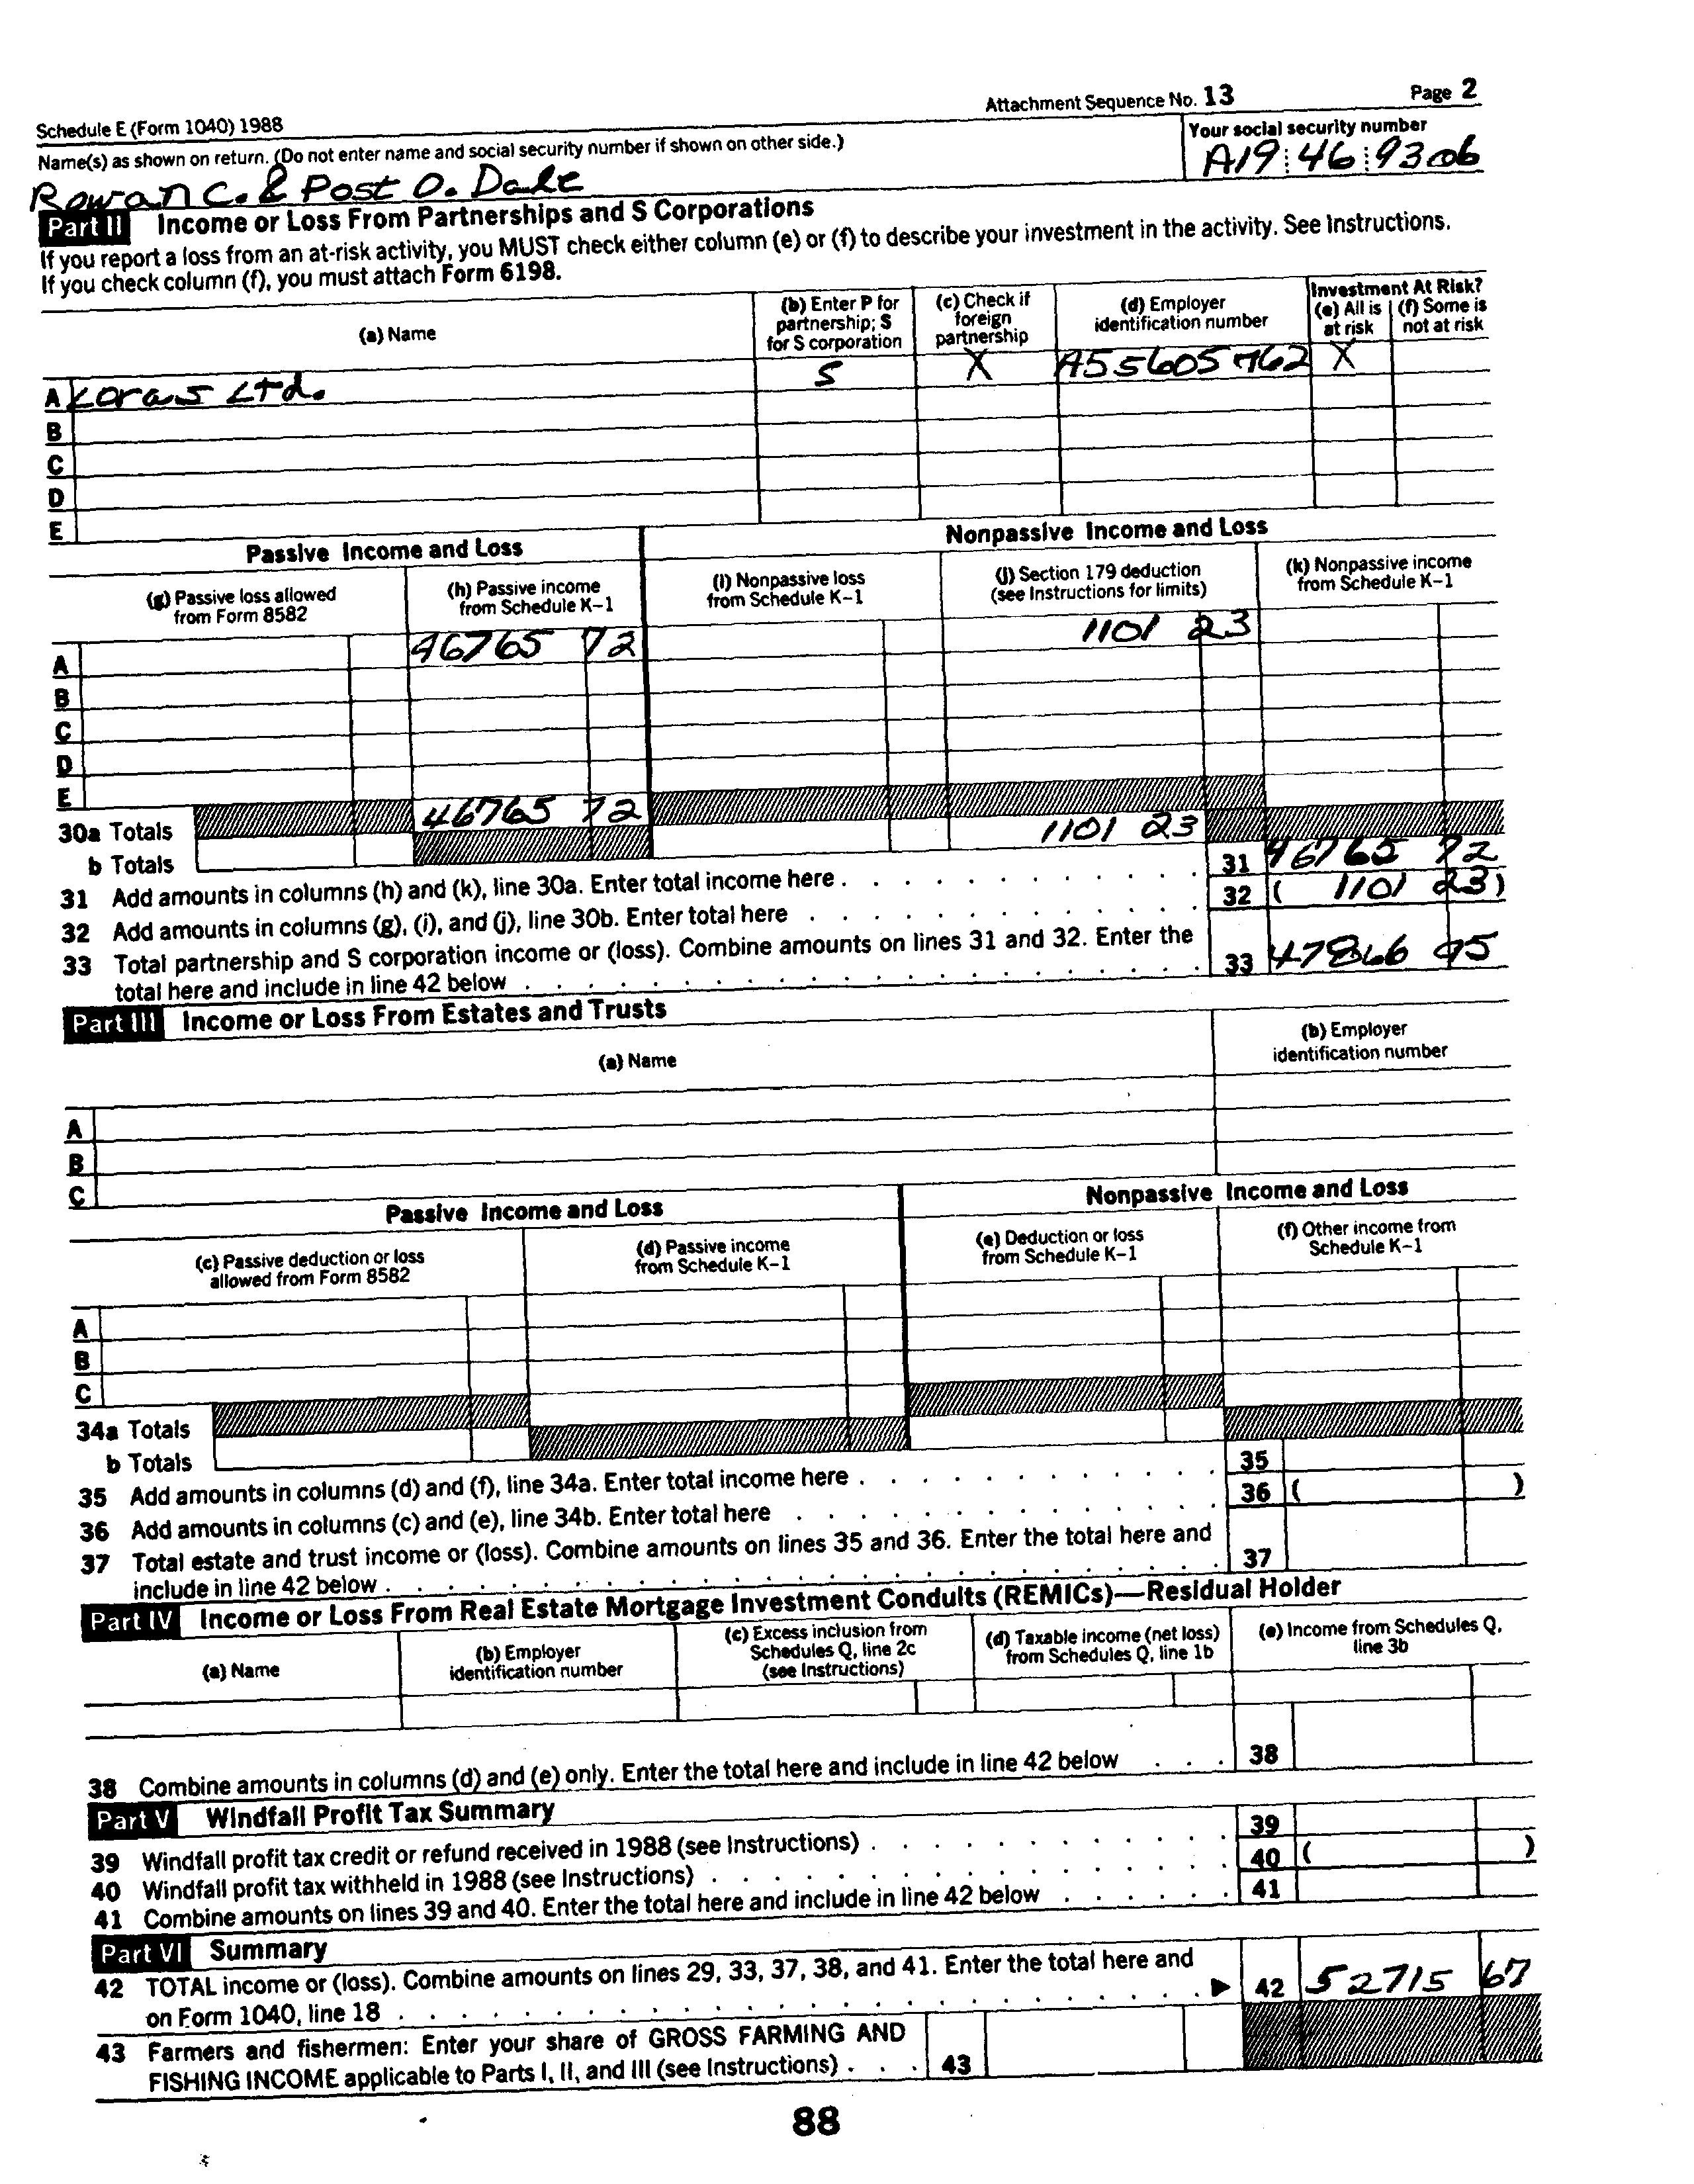 Schedule E (Form 1040) 1988 Attachment Sequence No. 13 Page 2
Name(s) as shown on return. (Do not enter name and social security number if shown on other side.) Your social security number
Rowan C. & Post O. Dale A19 46 9306
Part II Income or Loss From Partnerships and S Corporations
If you report a loss from an at-risk activity, you MUST check either column (e) or (f) to describe your investment in the activity. See Instructions.
If you check column (f), you must attach Form 6198.
(a) Name (b) Enter P for partnership; S for S corporation (c) Check if foreign partnership (d) Employer identification number Investment At Risk? (e) All is at risk (f) Some is not at risk
A Loras Ltd. S X A55605762 X
B
C
D
E
Passive Income and Loss Nonpassive Income and Loss
(g) Passive loss allowed from Form 8582 (h) Passive income from Schedule K-1 (i) Nonpassive loss from Schedule K-1 (j) Section 179 deduction (see Instructions for limits) (k) Nonpassive income from Schedule K-1
A 46765 72 1101 23
B
C
D
E
30a Totals 46765 72
b Totals 1101 23
31 Add amounts in columns (h) and (k), line 30a. Enter total income here . . . 31 46765 72
32 Add amounts in columns (g), (i), and (j), line 30b. Enter total here . . . 32 ( 1101 23)
33 Total partnership and S corporation income or (loss). Combine amounts on lines 31 and 32. Enter the
total here and include in line 42 below . . . 33 47866 95
Part III Income or Loss From Estates and Trusts
(a) Name (b) Employer identification number
A
B
C
Passive Income and Loss Nonpassive Income and Loss
(c) Passive deduction or loss allowed from Form 8582 (d) Passive income from Schedule K-1 (e) Deduction or loss from Schedule K-1 (f) Other income from Schedule K-1
A
B
C
34a Totals
b Totals
35 Add amounts in columns (d) and (f), line 34a. Enter total income here . . . 35
36 Add amounts in columns (c) and (e), line 34b. Enter total here . . . 36 ( )
37 Total estate and trust income or (loss). Combine amounts on lines 35 and 36. Enter the total here and
include in line 42 below . . . 37
Part IV Income or Loss From Real Estate Mortgage Investment Conduits (REMICs)—Residual Holder
(a) Name (b) Employer identification number (c) Excess inclusion from Schedules Q, line 2c (see Instructions) (d) Taxable income (net loss) from Schedules Q, line 1b (e) Income from Schedules Q, line 3b
38 Combine amounts in columns (d) and (e) only. Enter the total here and include in line 42 below . . . 38
Part V Windfall Profit Tax Summary
39 Windfall profit tax credit or refund received in 1988 (see Instructions) . . . 39
40 Windfall profit tax withheld in 1988 (see Instructions) . . . 40 ( )
41 Combine amounts on lines 39 and 40. Enter the total here and include in line 42 below . . . 41
Part VI Summary
42 TOTAL income or (loss). Combine amounts on lines 29, 33, 37, 38, and 41. Enter the total here and
on Form 1040, line 18 . . . ▶ 42 52715 67
43 Farmers and fishermen: Enter your share of GROSS FARMING AND
FISHING INCOME applicable to Parts I, II, and III (see Instructions) . . . 43
88